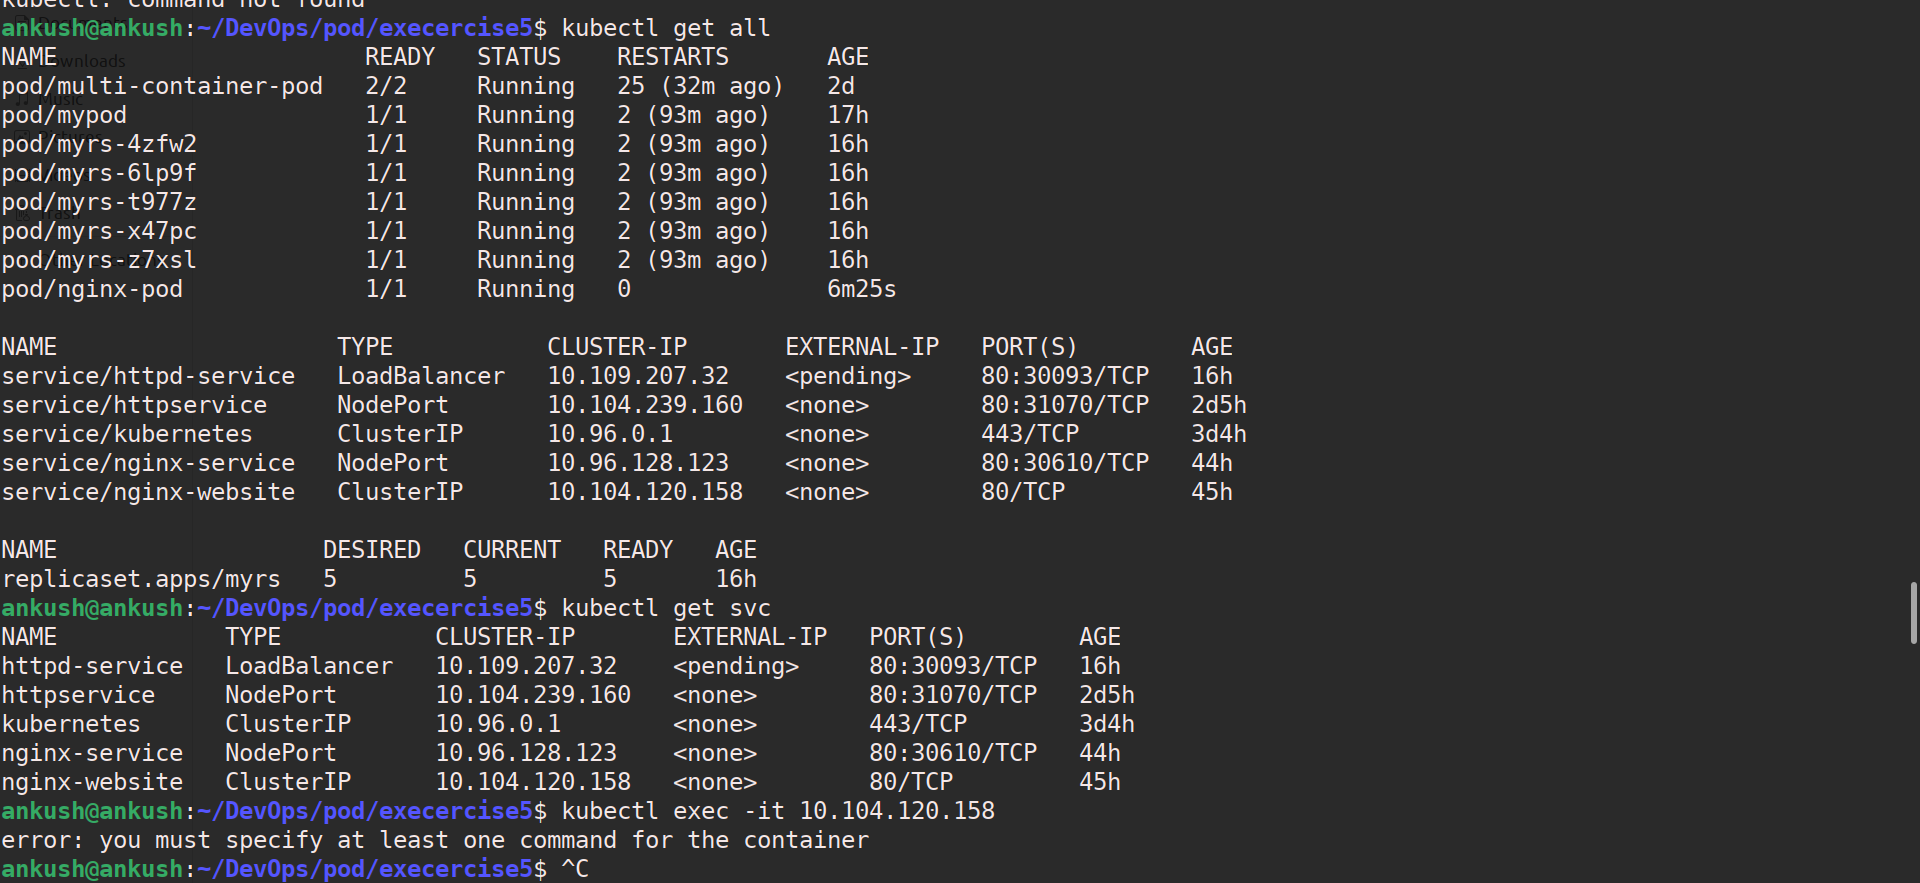 kubectl: command not found
ankush@ankush:~/DevOps/pod/execercise5$ kubectl get all
NAME                      READY   STATUS    RESTARTS       AGE
pod/multi-container-pod   2/2     Running   25 (32m ago)   2d
pod/mypod                 1/1     Running   2 (93m ago)    17h
pod/myrs-4zfw2            1/1     Running   2 (93m ago)    16h
pod/myrs-6lp9f            1/1     Running   2 (93m ago)    16h
pod/myrs-t977z            1/1     Running   2 (93m ago)    16h
pod/myrs-x47pc            1/1     Running   2 (93m ago)    16h
pod/myrs-z7xsl            1/1     Running   2 (93m ago)    16h
pod/nginx-pod             1/1     Running   0              6m25s
NAME                    TYPE           CLUSTER-IP       EXTERNAL-IP   PORT(S)        AGE
service/httpd-service   LoadBalancer   10.109.207.32    <pending>     80:30093/TCP   16h
service/httpservice     NodePort       10.104.239.160   <none>        80:31070/TCP   2d5h
service/kubernetes      ClusterIP      10.96.0.1        <none>        443/TCP        3d4h
service/nginx-service   NodePort       10.96.128.123    <none>        80:30610/TCP   44h
service/nginx-website   ClusterIP      10.104.120.158   <none>        80/TCP         45h
NAME                   DESIRED   CURRENT   READY   AGE
replicaset.apps/myrs   5         5         5       16h
ankush@ankush:~/DevOps/pod/execercise5$ kubectl get svc
NAME            TYPE           CLUSTER-IP       EXTERNAL-IP   PORT(S)        AGE
httpd-service   LoadBalancer   10.109.207.32    <pending>     80:30093/TCP   16h
httpservice     NodePort       10.104.239.160   <none>        80:31070/TCP   2d5h
kubernetes      ClusterIP      10.96.0.1        <none>        443/TCP        3d4h
nginx-service   NodePort       10.96.128.123    <none>        80:30610/TCP   44h
nginx-website   ClusterIP      10.104.120.158   <none>        80/TCP         45h
ankush@ankush:~/DevOps/pod/execercise5$ kubectl exec -it 10.104.120.158
error: you must specify at least one command for the container
ankush@ankush:~/DevOps/pod/execercise5$ ^C